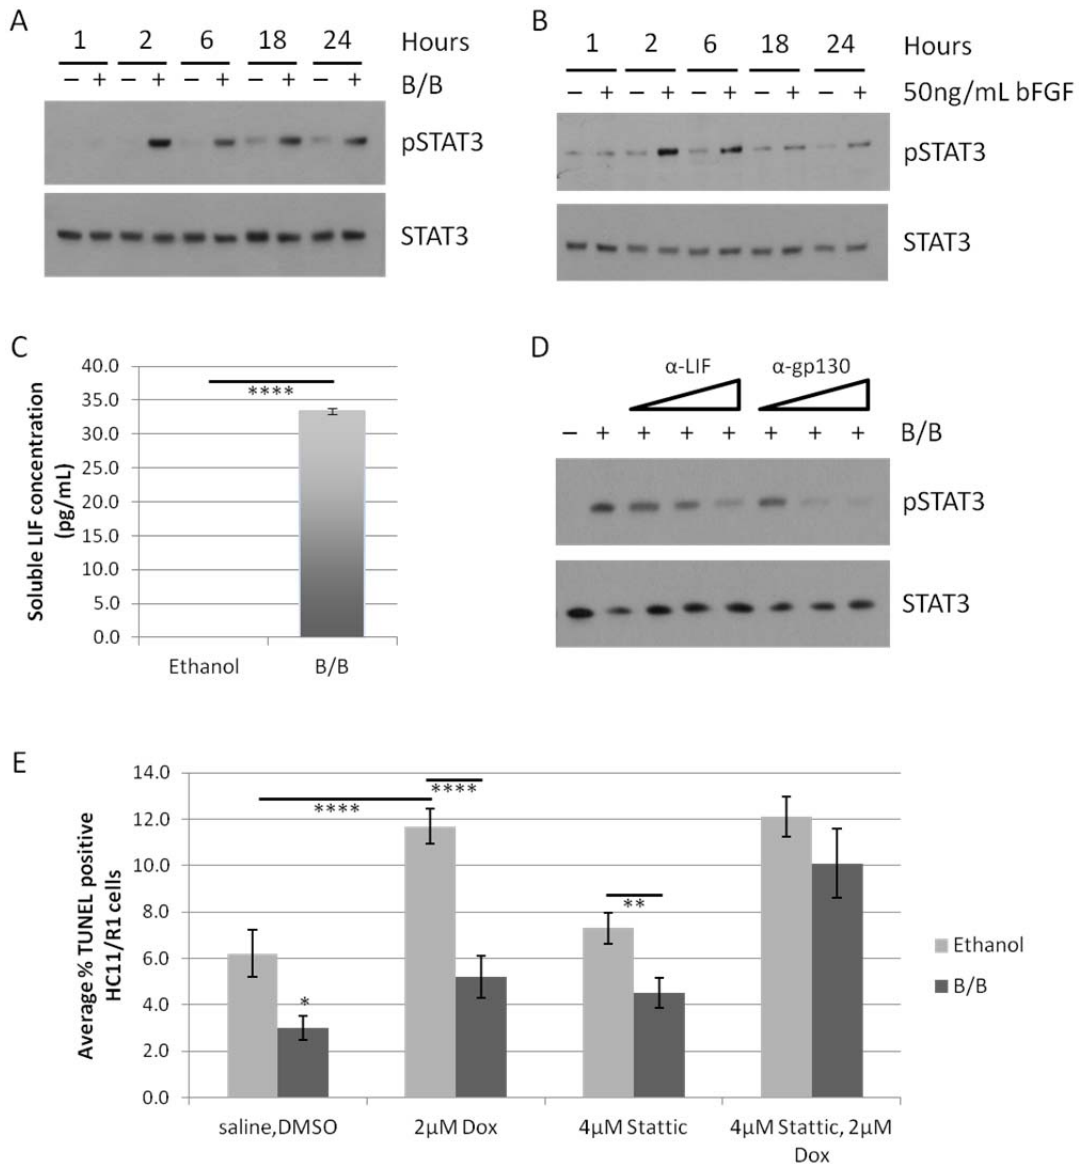 A
1 2 6 18 24 Hours
− + − + − + − + − + B/B
pSTAT3
STAT3
B
1 2 6 18 24 Hours
− + − + − + − + − + 50ng/mL bFGF
pSTAT3
STAT3
C
40.0
35.0
30.0
25.0
20.0
15.0
10.0
5.0
0.0
Soluble LIF concentration
(pg/mL)
****
Ethanol B/B
D
α-LIF α-gp130
− + + + + + + + B/B
pSTAT3
STAT3
E
14.0
12.0
10.0
8.0
6.0
4.0
2.0
0.0
Average % TUNEL positive
HC11/R1 cells
****
****
**
*
saline,DMSO 2μM Dox 4μM Stattic 4μM Stattic, 2μM
Dox
Ethanol
B/B